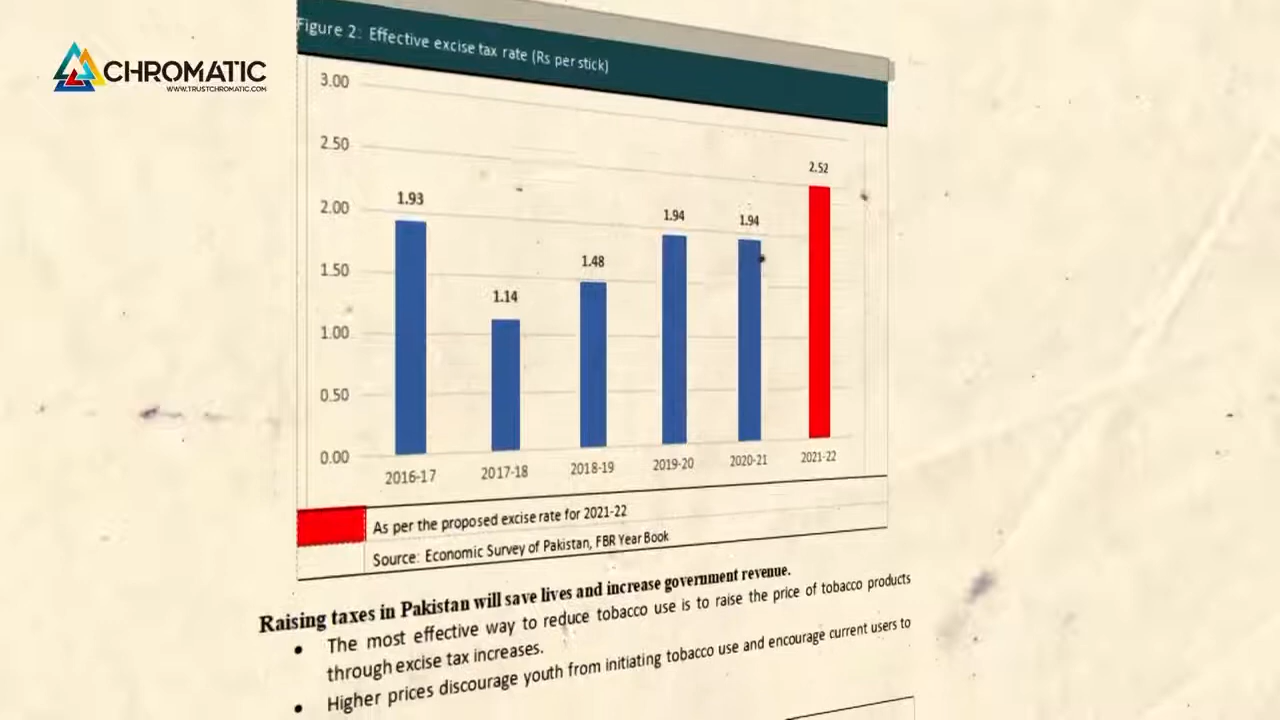 CHROMATIC
WWW.TRUSTCHROMATIC.COM
Figure 2: Effective excise tax rate (Rs per stick)
3.00
2.50
2.00
1.50
1.00
0.50
0.00
1.93
1.14
1.48
1.94
1.94
2.52
2016-17
2017-18
2018-19
2019-20
2020-21
2021-22
As per the proposed excise rate for 2021-22
Source: Economic Survey of Pakistan, FBR Year Book
Raising taxes in Pakistan will save lives and increase government revenue.
• The most effective way to reduce tobacco use is to raise the price of tobacco products
through excise tax increases.
• Higher prices discourage youth from initiating tobacco use and encourage current users to